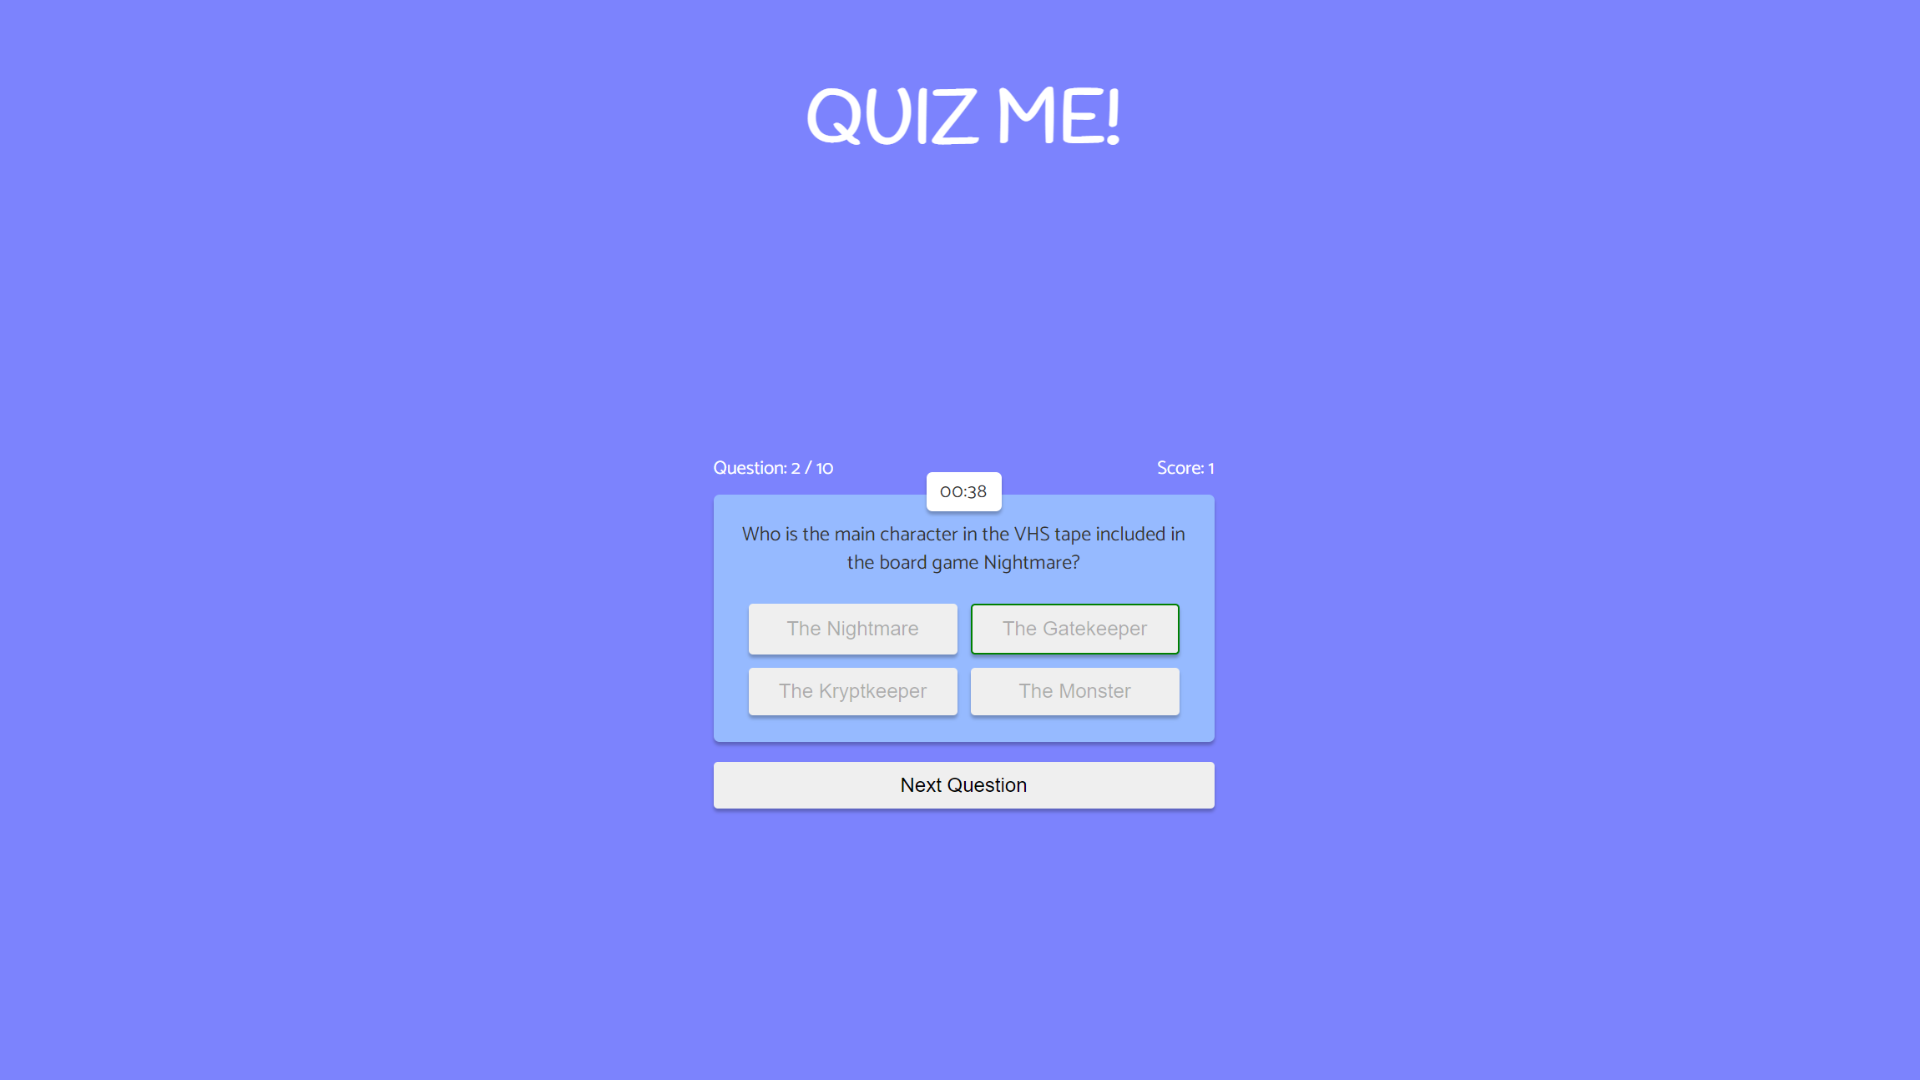 QUIZ ME!
Question: 2 / 10
Score: 1
00:38
Who is the main character in the VHS tape included in
the board game Nightmare?
The Nightmare
The Gatekeeper
The Kryptkeeper
The Monster
Next Question